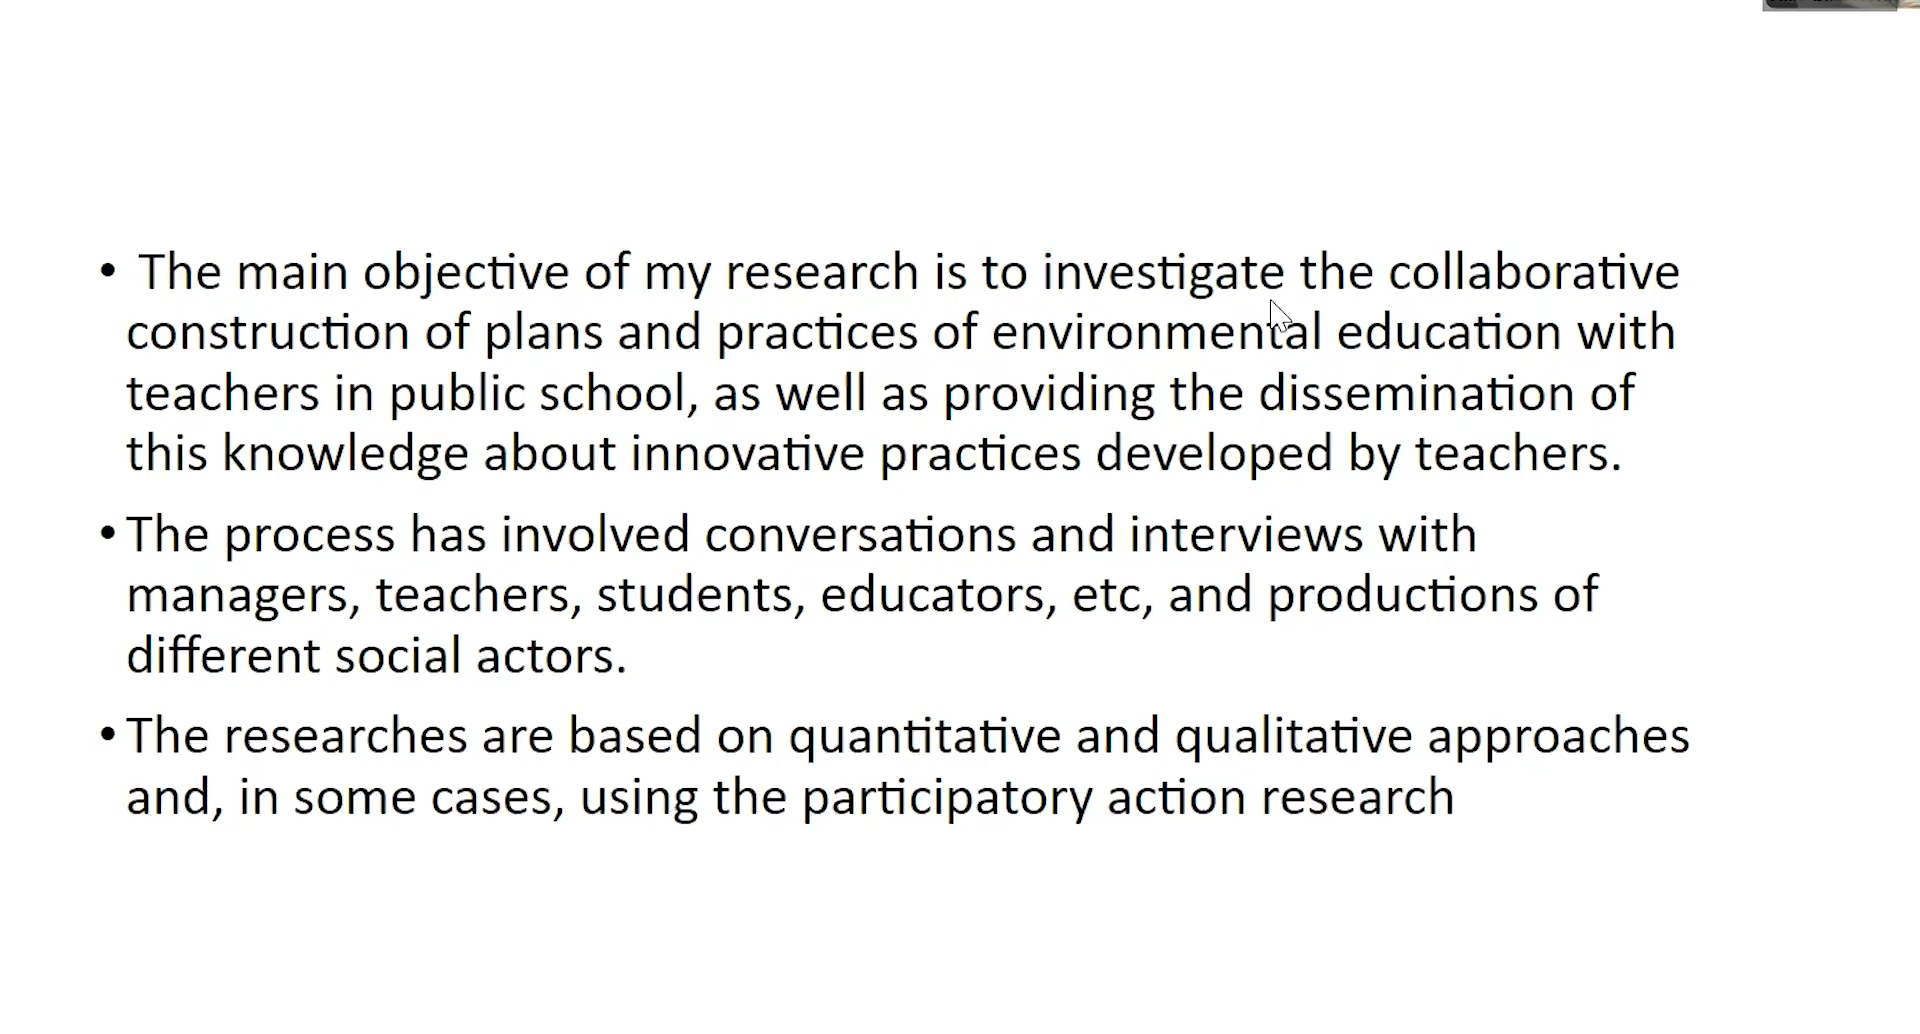 • The main objective of my research is to investigate the collaborative
construction of plans and practices of environmental education with
teachers in public school, as well as providing the dissemination of
this knowledge about innovative practices developed by teachers.
• The process has involved conversations and interviews with
managers, teachers, students, educators, etc, and productions of
different social actors.
• The researches are based on quantitative and qualitative approaches
and, in some cases, using the participatory action research